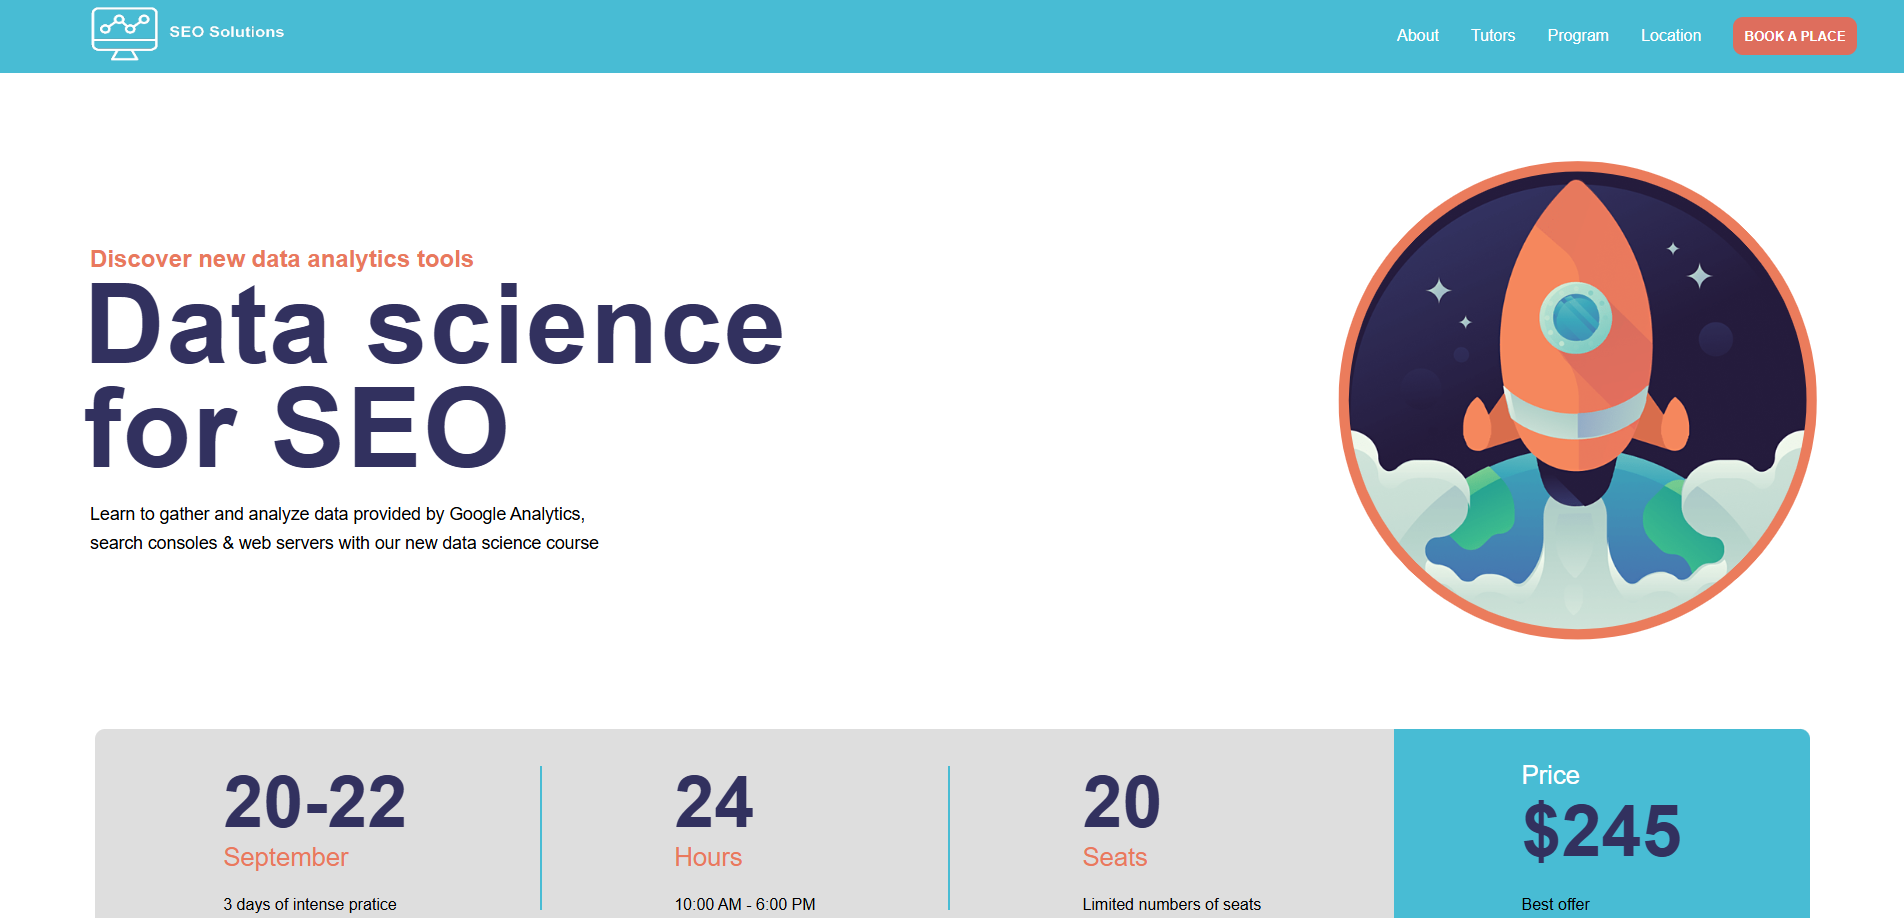 SEO Solutions
About
Tutors
Program
Location
BOOK A PLACE
Discover new data analytics tools
Data science
for SEO
Learn to gather and analyze data provided by Google Analytics,
search consoles & web servers with our new data science course
20-22
September
3 days of intense pratice
24
Hours
10:00 AM - 6:00 PM
20
Seats
Limited numbers of seats
Price
$245
Best offer